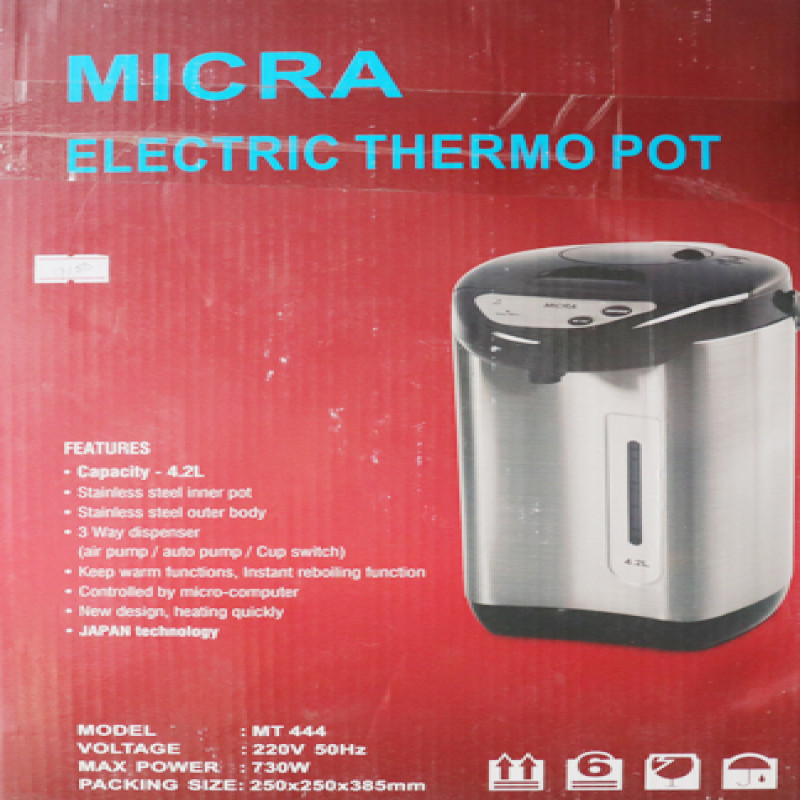 MICRA
ELECTRIC THERMO POT
MICRA
4.2L
FEATURES
• Capacity - 4.2L
• Stainless steel inner pot
• Stainless steel outer body
• 3 Way dispenser
(air pump / auto pump / Cup switch)
• Keep warm functions, Instant reboiling function
• Controlled by micro-computer
• New design, heating quickly
• JAPAN technology
MODEL : MT 444
VOLTAGE : 220V 50Hz
MAX POWER : 730W
PACKING SIZE: 250x250x385mm
6